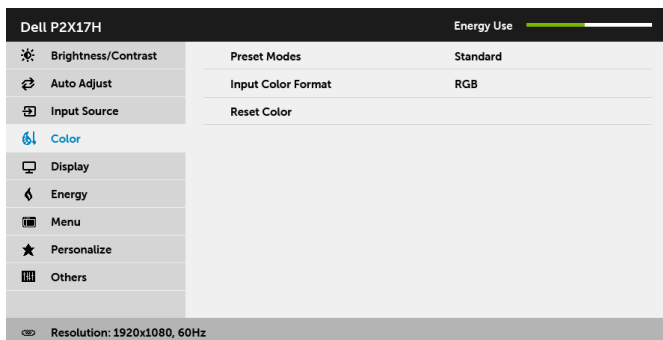 Dell P2X17H Energy Use
Brightness/Contrast Preset Modes Standard
Auto Adjust Input Color Format RGB
Input Source Reset Color
Color
Display
Energy
Menu
Personalize
Others
Resolution: 1920x1080, 60Hz